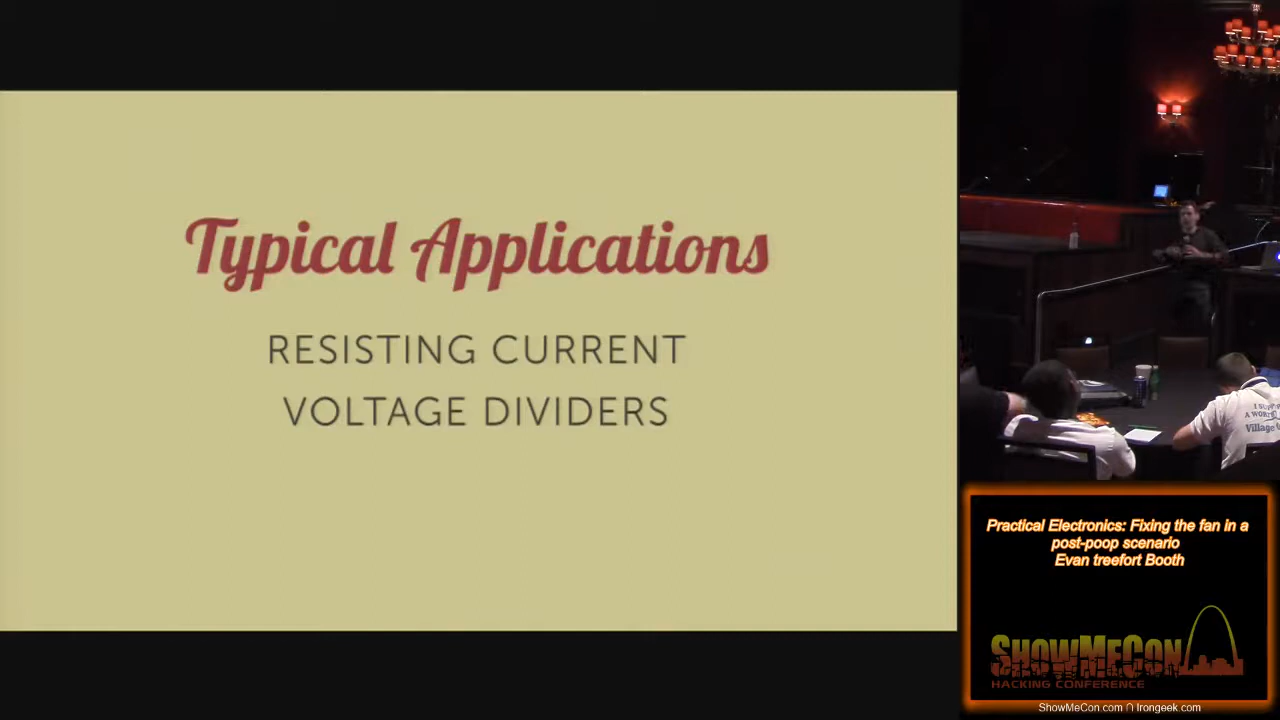 Typical Applications
RESISTING CURRENT
VOLTAGE DIVIDERS
Practical Electronics: Fixing the fan in a
post-poop scenario
Evan treefort Booth
SHOWMECON
HACKING CONFERENCE
ShowMeCon.com ∩ Irongeek.com